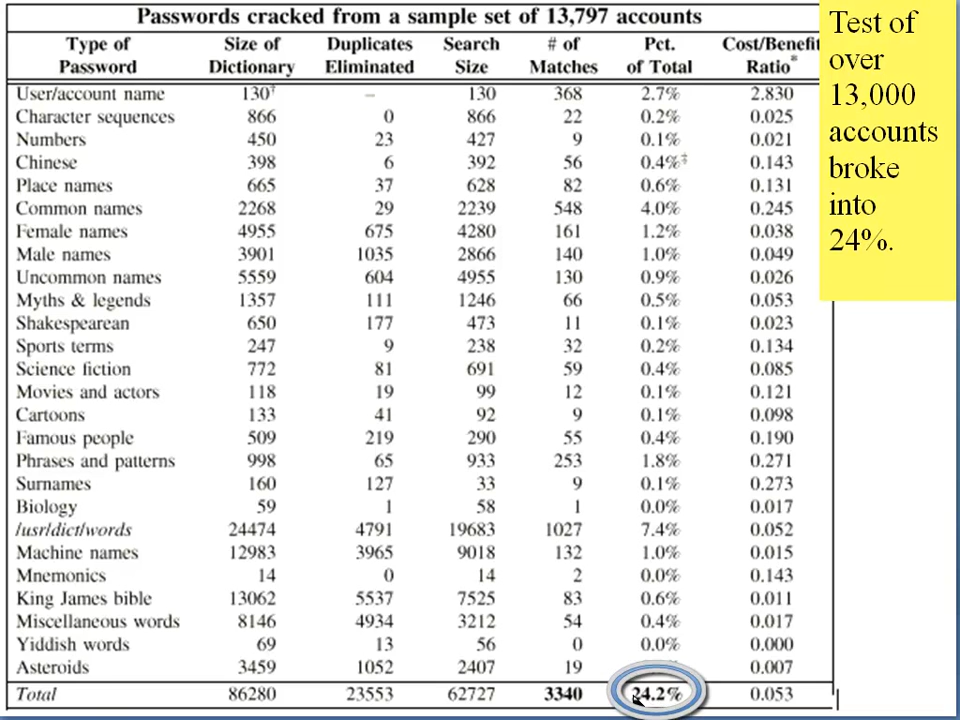 Passwords cracked from a sample set of 13,797 accounts
Type of Password Size of Dictionary Duplicates Eliminated Search Size # of Matches Pct. of Total Cost/Benefit Ratio*
User/account name 130† – 130 368 2.7% 2.830
Character sequences 866 0 866 22 0.2% 0.025
Numbers 450 23 427 9 0.1% 0.021
Chinese 398 6 392 56 0.4%‡ 0.143
Place names 665 37 628 82 0.6% 0.131
Common names 2268 29 2239 548 4.0% 0.245
Female names 4955 675 4280 161 1.2% 0.038
Male names 3901 1035 2866 140 1.0% 0.049
Uncommon names 5559 604 4955 130 0.9% 0.026
Myths & legends 1357 111 1246 66 0.5% 0.053
Shakespearean 650 177 473 11 0.1% 0.023
Sports terms 247 9 238 32 0.2% 0.134
Science fiction 772 81 691 59 0.4% 0.085
Movies and actors 118 19 99 12 0.1% 0.121
Cartoons 133 41 92 9 0.1% 0.098
Famous people 509 219 290 55 0.4% 0.190
Phrases and patterns 998 65 933 253 1.8% 0.271
Surnames 160 127 33 9 0.1% 0.273
Biology 59 1 58 1 0.0% 0.017
/usr/dict/words 24474 4791 19683 1027 7.4% 0.052
Machine names 12983 3965 9018 132 1.0% 0.015
Mnemonics 14 0 14 2 0.0% 0.143
King James bible 13062 5537 7525 83 0.6% 0.011
Miscellaneous words 8146 4934 3212 54 0.4% 0.017
Yiddish words 69 13 56 0 0.0% 0.000
Asteroids 3459 1052 2407 19 0.007
Total 86280 23553 62727 3340 24.2% 0.053
Test of
over
13,000
accounts
broke
into
24%.